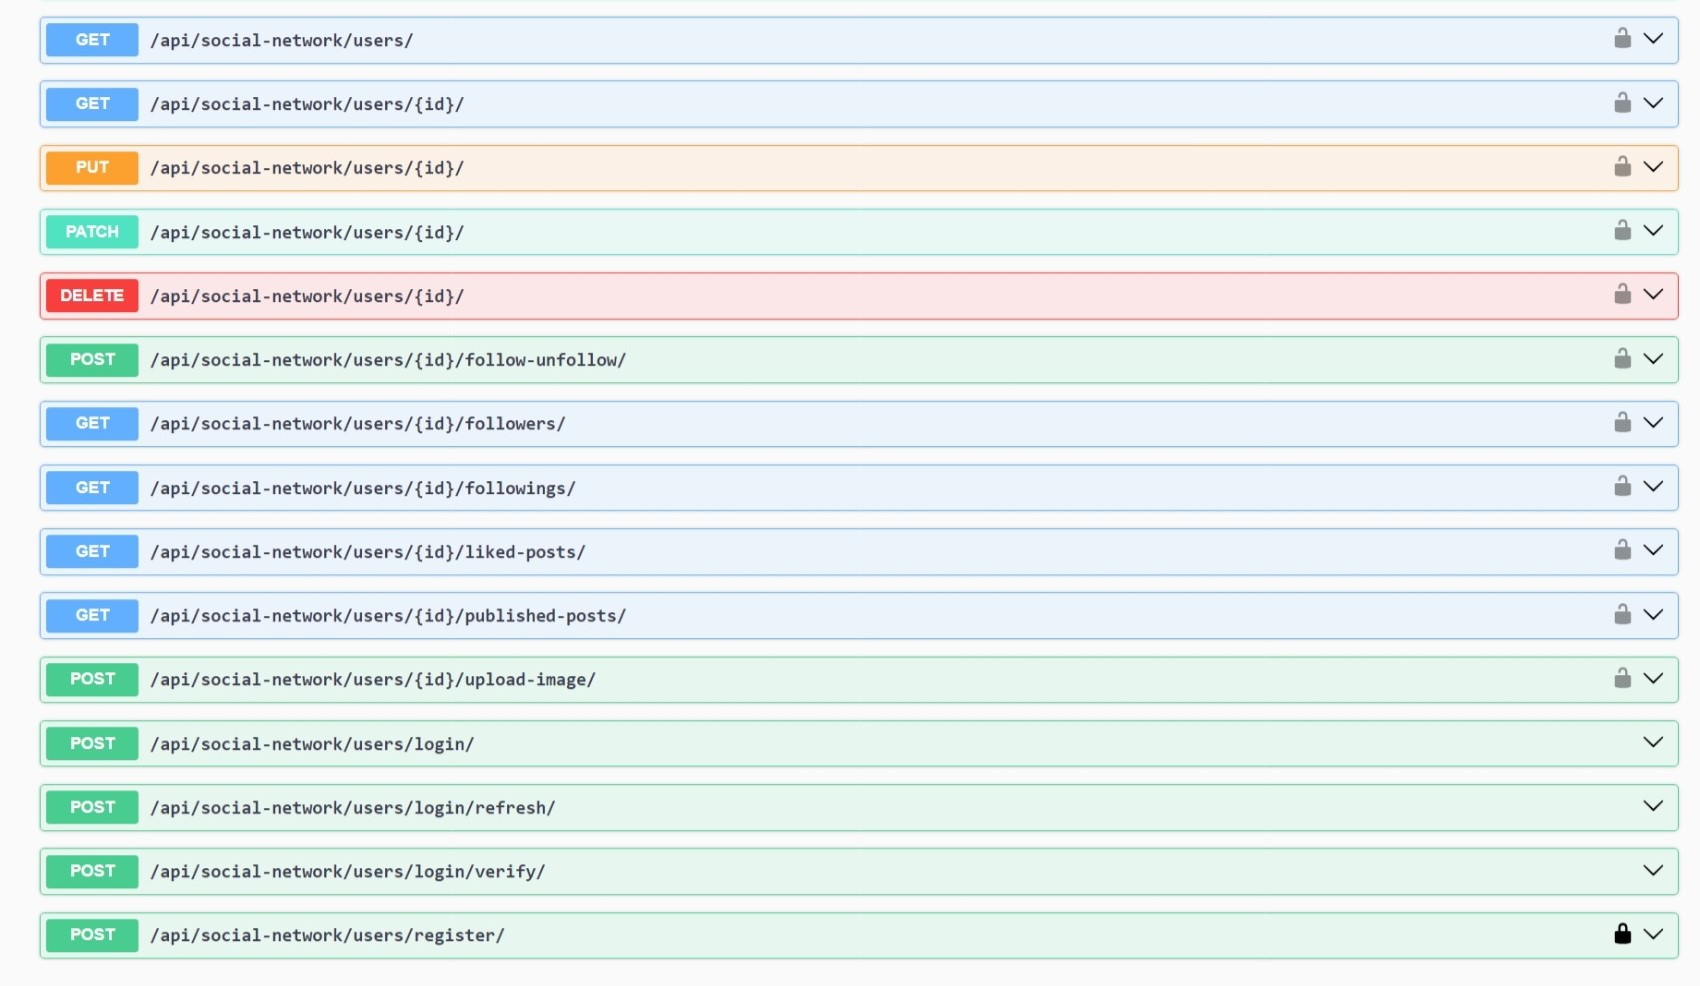 GET /api/social-network/users/
GET /api/social-network/users/{id}/
PUT /api/social-network/users/{id}/
PATCH /api/social-network/users/{id}/
DELETE /api/social-network/users/{id}/
POST /api/social-network/users/{id}/follow-unfollow/
GET /api/social-network/users/{id}/followers/
GET /api/social-network/users/{id}/followings/
GET /api/social-network/users/{id}/liked-posts/
GET /api/social-network/users/{id}/published-posts/
POST /api/social-network/users/{id}/upload-image/
POST /api/social-network/users/login/
POST /api/social-network/users/login/refresh/
POST /api/social-network/users/login/verify/
POST /api/social-network/users/register/